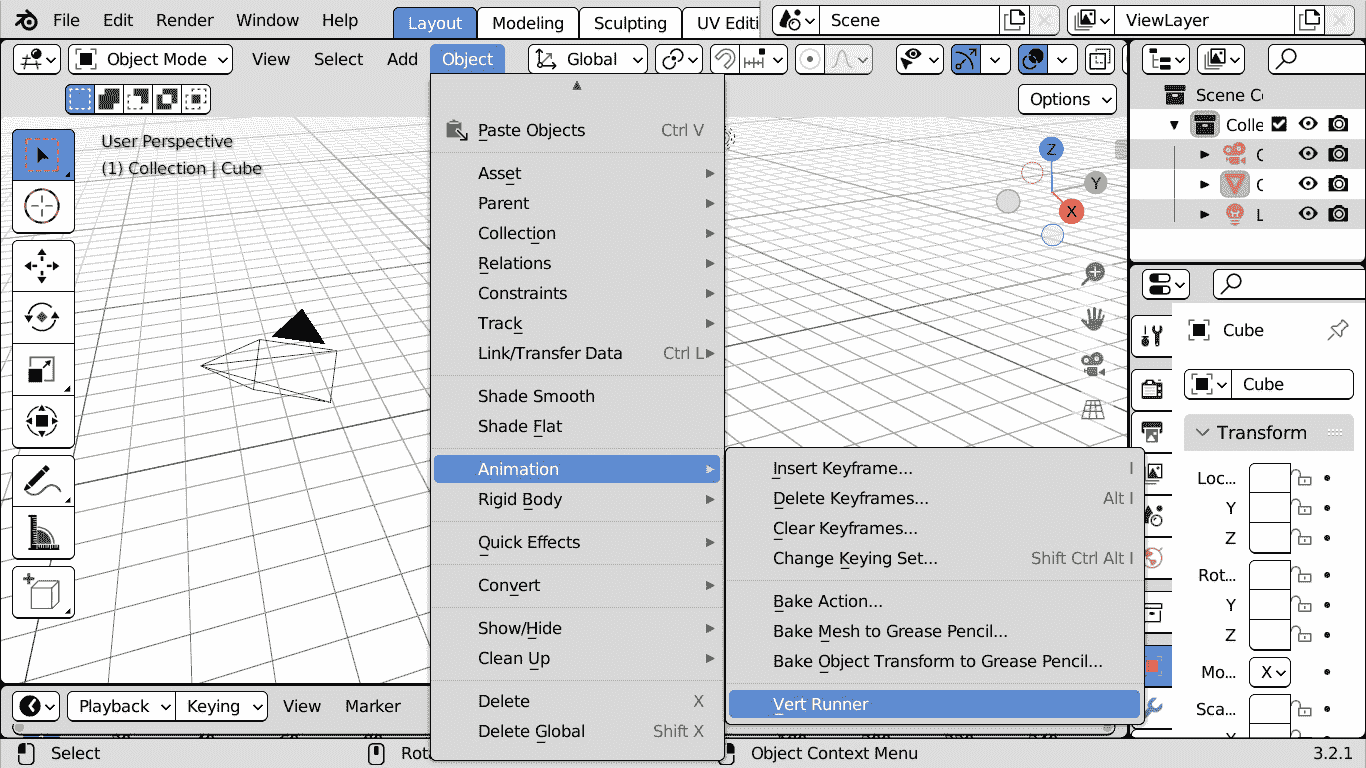 File Edit Render Window Help Layout Modeling Sculpting UV Editi Scene ViewLayer
Object Mode View Select Add Object Global
Options
User Perspective
(1) Collection | Cube
Paste Objects Ctrl V
Asset
Parent
Collection
Relations
Constraints
Track
Link/Transfer Data Ctrl L
Shade Smooth
Shade Flat
Animation
Rigid Body
Quick Effects
Convert
Show/Hide
Clean Up
Delete X
Delete Global Shift X
Insert Keyframe... I
Delete Keyframes... Alt I
Clear Keyframes...
Change Keying Set... Shift Ctrl Alt I
Bake Action...
Bake Mesh to Grease Pencil...
Bake Object Transform to Grease Pencil...
Vert Runner
Z
Y
X
Scene Co
Colle
C
C
L
Cube
Cube
Transform
Loc...
Y
Z
Rot...
Y
Z
Mo... X
Sca...
Playback Keying View Marker
Select Rota Object Context Menu 3.2.1